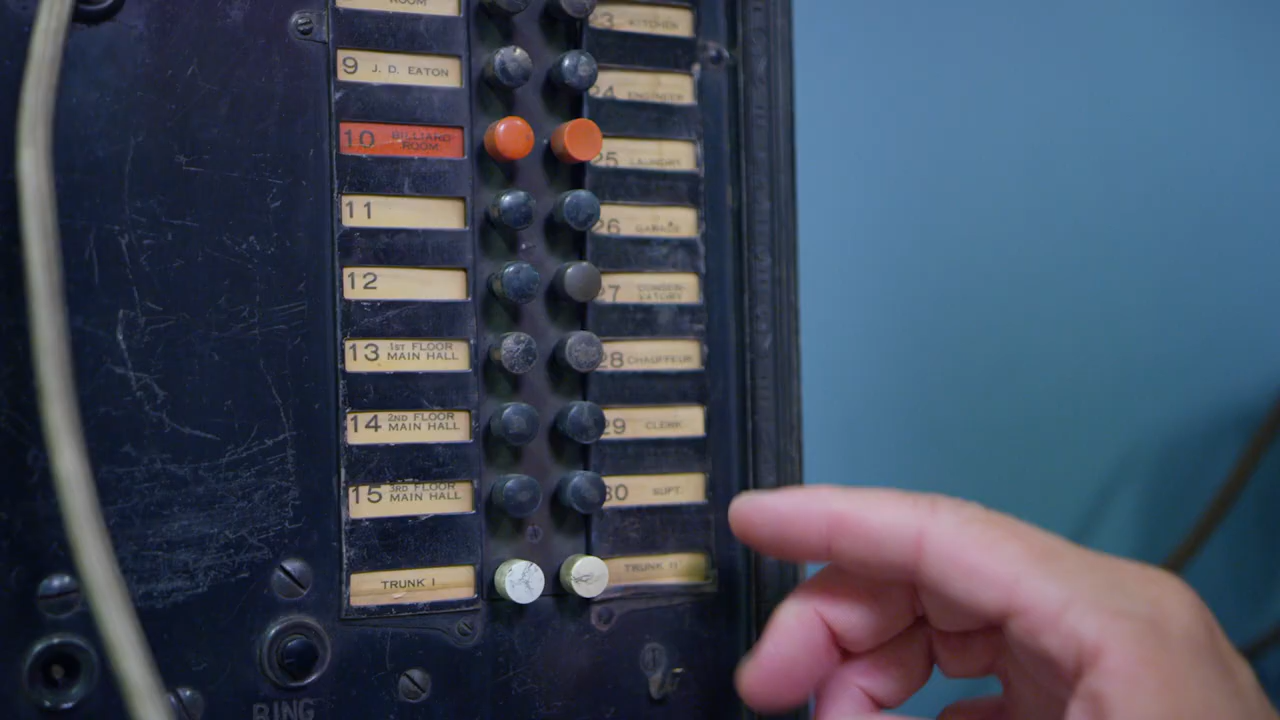 ROOM
9 J. D. EATON
10 BILLIARD
ROOM
11
12
13 1ST FLOOR
MAIN HALL
14 2ND FLOOR
MAIN HALL
15 3RD FLOOR
MAIN HALL
TRUNK I
23 KITCHEN
24 ENGINEER
25 LAUNDRY
26 GARAGE
27 CONSER-
VATORY
28 CHAUFFEUR
29 CLERK
30 SUPT.
TRUNK II
RING